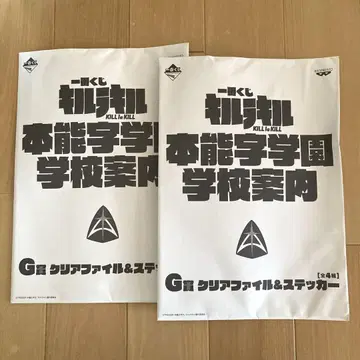 一番くじ
キルラキル
KILL la KILL
本能字学園
学校案内
G賞 クリアファイル&ステッ
一番くじ
キルラキル
KILL la KILL
本能字学園
学校案内
【全4種】
G賞 クリアファイル&ステッカー